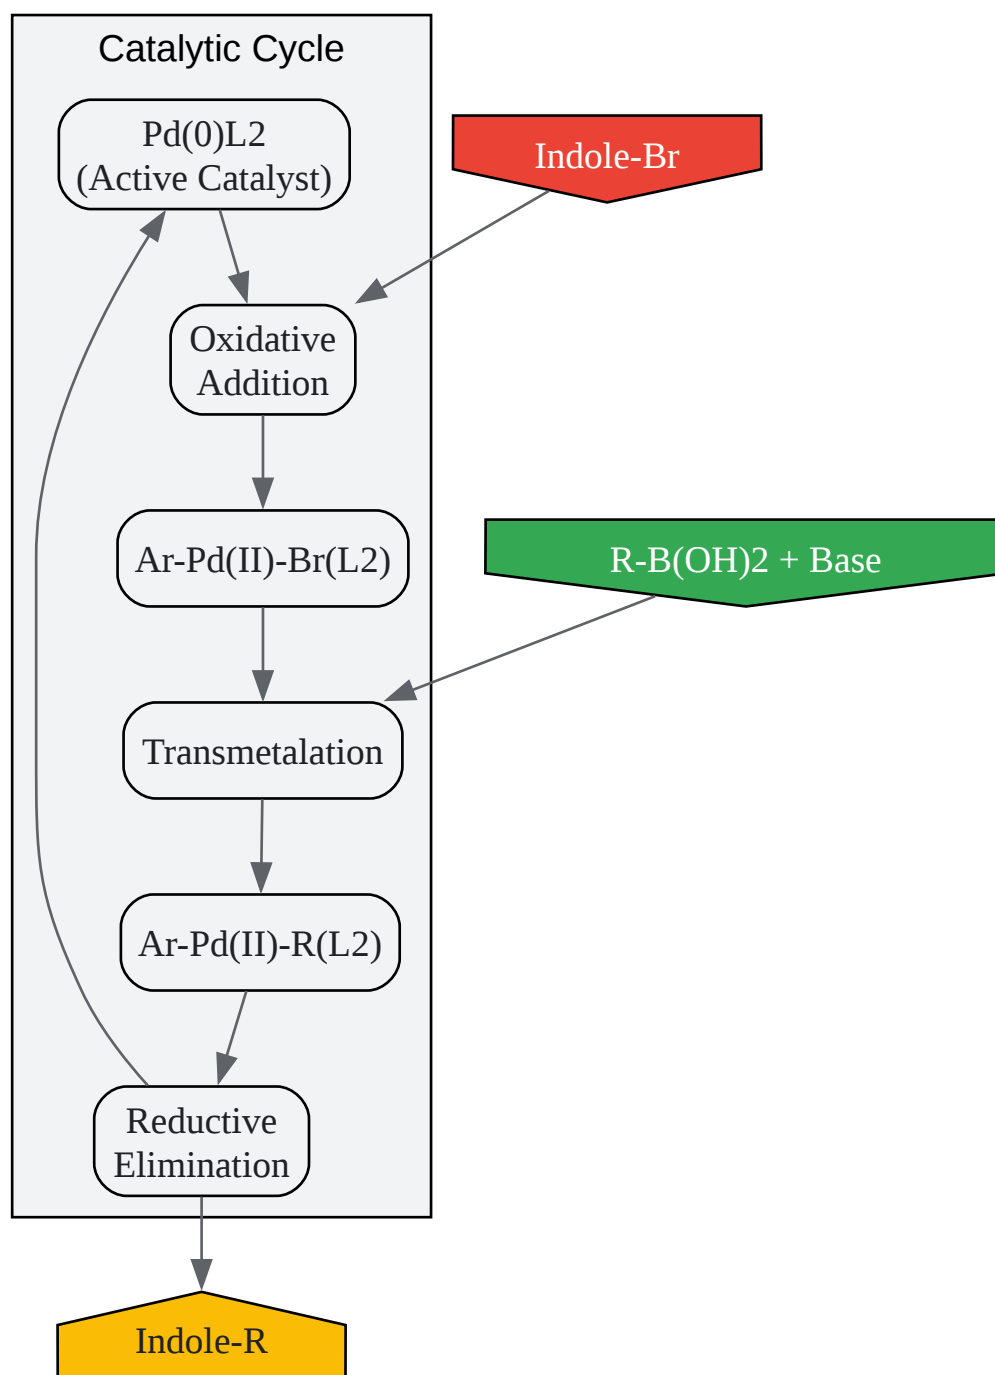 Catalytic Cycle
Pd(0)L2
(Active Catalyst)
Indole-Br
Oxidative
Addition
Ar-Pd(II)-Br(L2)
R-B(OH)2 + Base
Transmetalation
Ar-Pd(II)-R(L2)
Reductive
Elimination
Indole-R